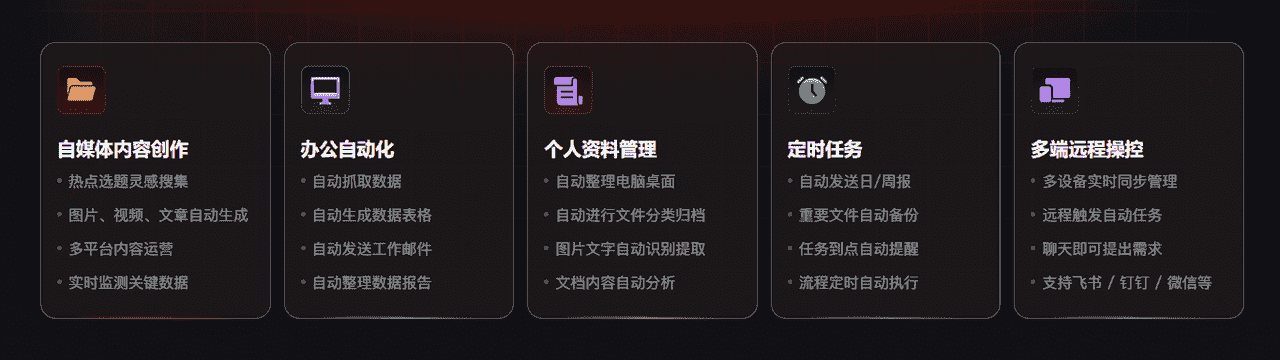 自媒体内容创作
• 热点选题灵感搜集
• 图片、视频、文章自动生成
• 多平台内容运营
• 实时监测关键数据
办公自动化
• 自动抓取数据
• 自动生成数据表格
• 自动发送工作邮件
• 自动整理数据报告
个人资料管理
• 自动整理电脑桌面
• 自动进行文件分类归档
• 图片文字自动识别提取
• 文档内容自动分析
定时任务
• 自动发送日/周报
• 重要文件自动备份
• 任务到点自动提醒
• 流程定时自动执行
多端远程操控
• 多设备实时同步管理
• 远程触发自动任务
• 聊天即可提出需求
• 支持飞书 / 钉钉 / 微信等